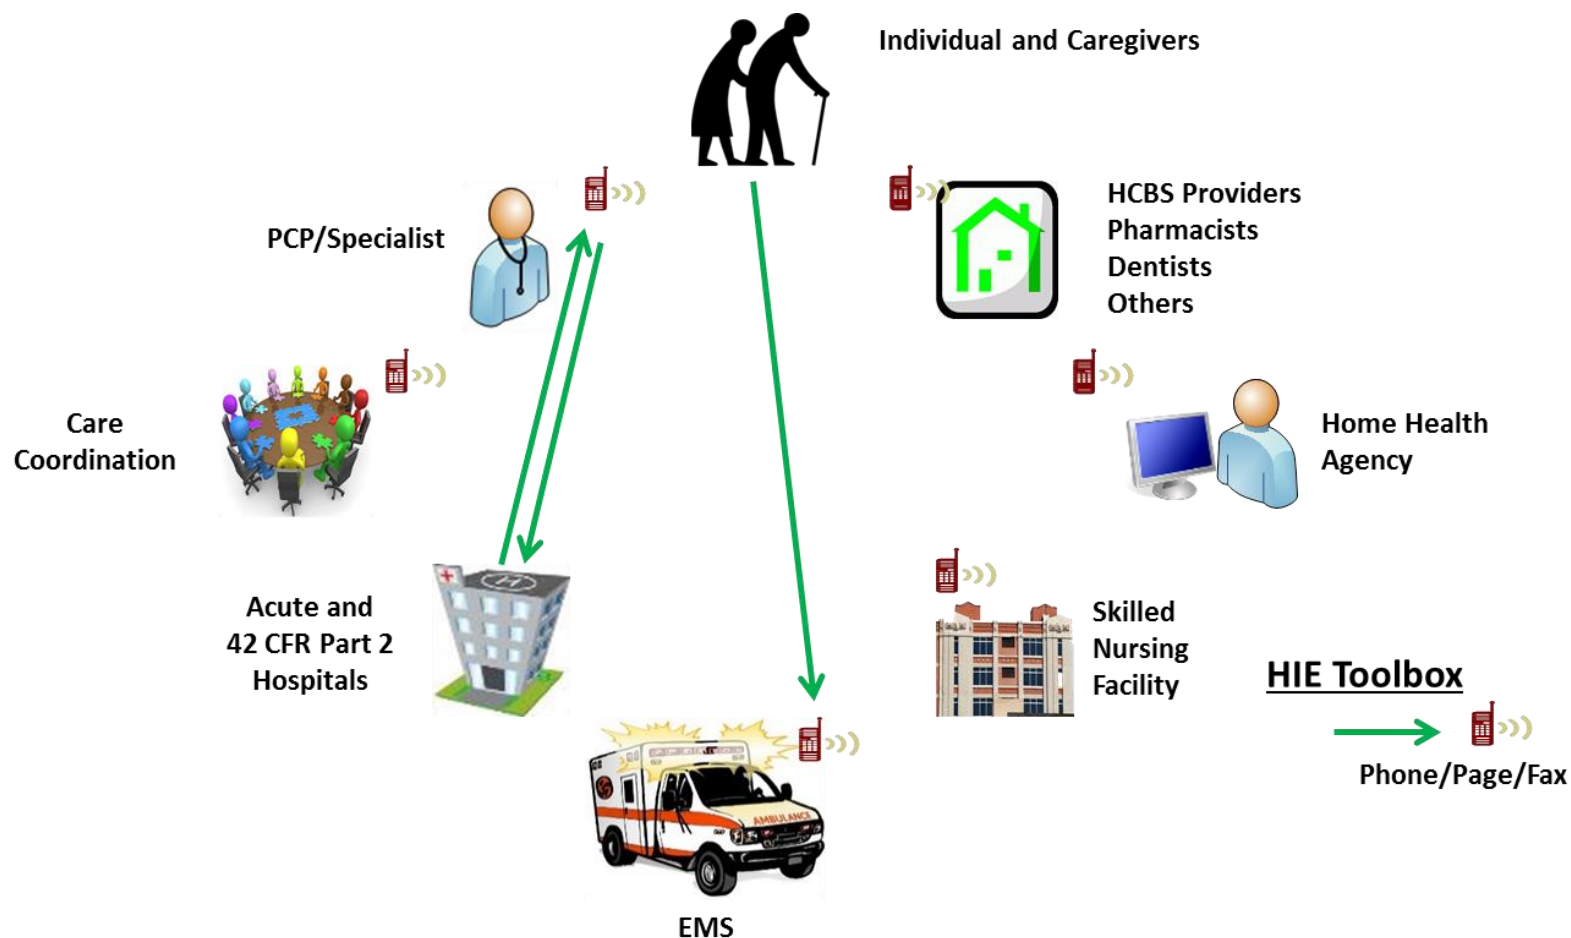 Individual and Caregivers
PCP/Specialist
HCBS Providers
Pharmacists
Dentists
Others
Care
Coordination
Home Health
Agency
H
Acute and
42 CFR Part 2
Hospitals
Skilled
Nursing
Facility
HIE Toolbox
Phone/Page/Fax
AMBULANCE
EMS